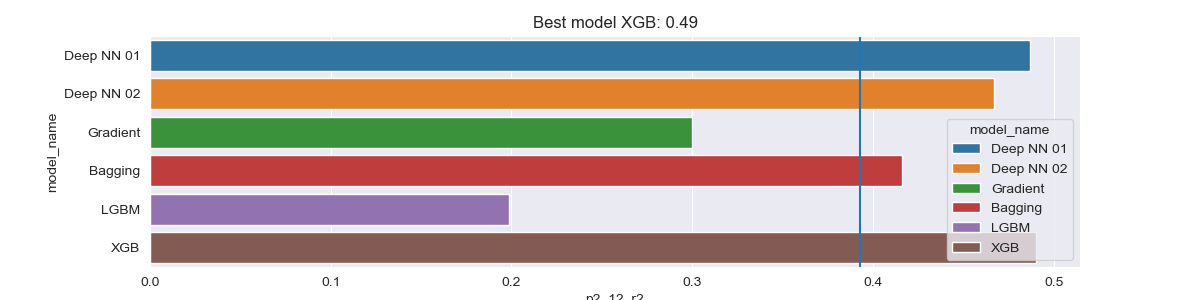 Best model XGB: 0.49
model_name
Deep NN 01
Deep NN 02
Gradient
Bagging
LGBM
XGB
model_name
Deep NN 01
Deep NN 02
Gradient
Bagging
LGBM
XGB
0.0 0.1 0.2 0.3 0.4 0.5